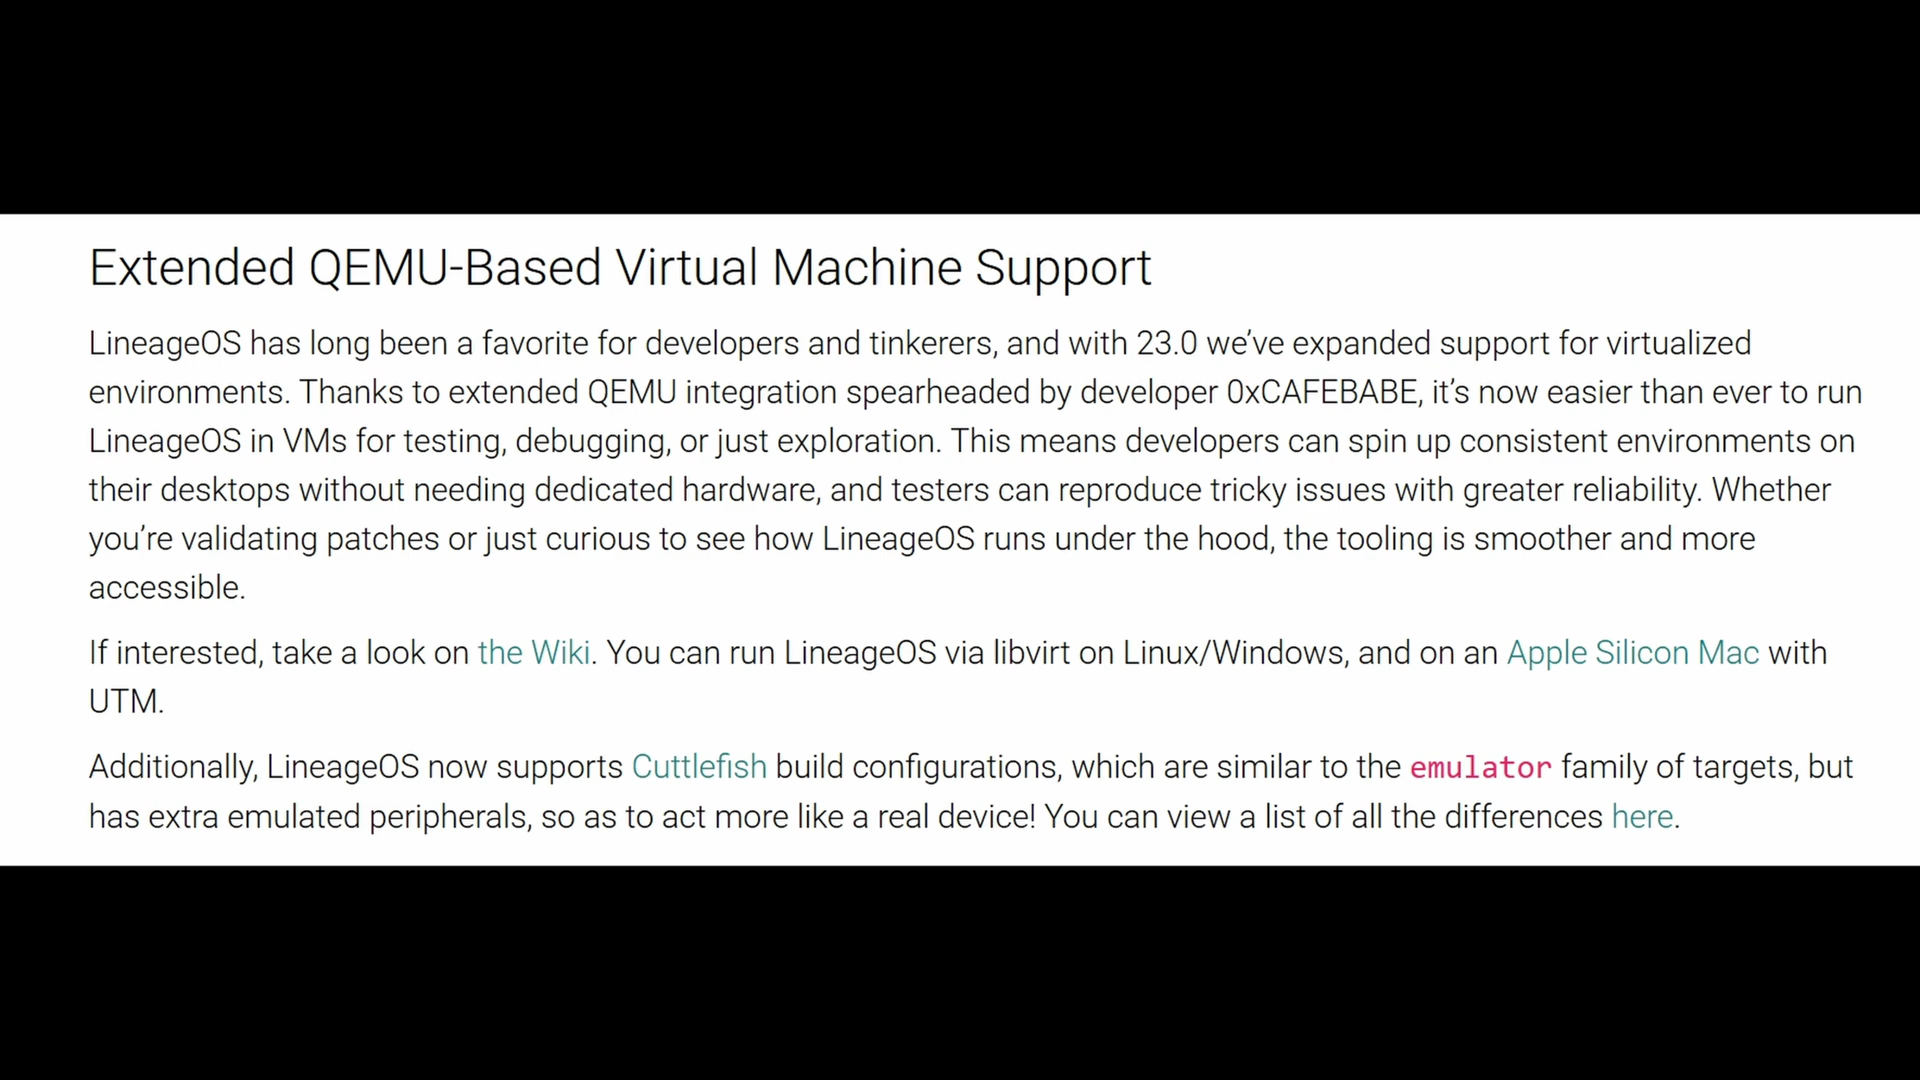 Extended QEMU-Based Virtual Machine Support
LineageOS has long been a favorite for developers and tinkerers, and with 23.0 we’ve expanded support for virtualized
environments. Thanks to extended QEMU integration spearheaded by developer 0xCAFEBABE, it’s now easier than ever to run
LineageOS in VMs for testing, debugging, or just exploration. This means developers can spin up consistent environments on
their desktops without needing dedicated hardware, and testers can reproduce tricky issues with greater reliability. Whether
you’re validating patches or just curious to see how LineageOS runs under the hood, the tooling is smoother and more
accessible.
If interested, take a look on the Wiki. You can run LineageOS via libvirt on Linux/Windows, and on an Apple Silicon Mac with
UTM.
Additionally, LineageOS now supports Cuttlefish build configurations, which are similar to the emulator family of targets, but
has extra emulated peripherals, so as to act more like a real device! You can view a list of all the differences here.